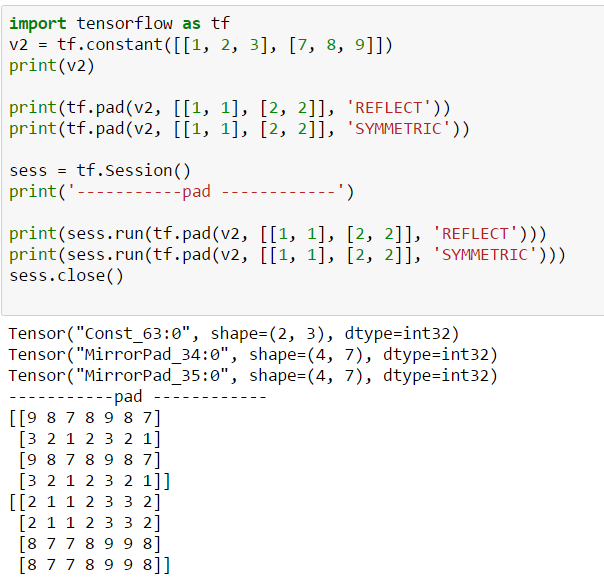 import tensorflow as tf
v2 = tf.constant([[1, 2, 3], [7, 8, 9]])
print(v2)
print(tf.pad(v2, [[1, 1], [2, 2]], 'REFLECT'))
print(tf.pad(v2, [[1, 1], [2, 2]], 'SYMMETRIC'))
sess = tf.Session()
print('-----------pad ------------')
print(sess.run(tf.pad(v2, [[1, 1], [2, 2]], 'REFLECT')))
print(sess.run(tf.pad(v2, [[1, 1], [2, 2]], 'SYMMETRIC')))
sess.close()
Tensor("Const_63:0", shape=(2, 3), dtype=int32)
Tensor("MirrorPad_34:0", shape=(4, 7), dtype=int32)
Tensor("MirrorPad_35:0", shape=(4, 7), dtype=int32)
-----------pad ------------
[[9 8 7 8 9 8 7]
[3 2 1 2 3 2 1]
[9 8 7 8 9 8 7]
[3 2 1 2 3 2 1]]
[[2 1 1 2 3 3 2]
[2 1 1 2 3 3 2]
[8 7 7 8 9 9 8]
[8 7 7 8 9 9 8]]